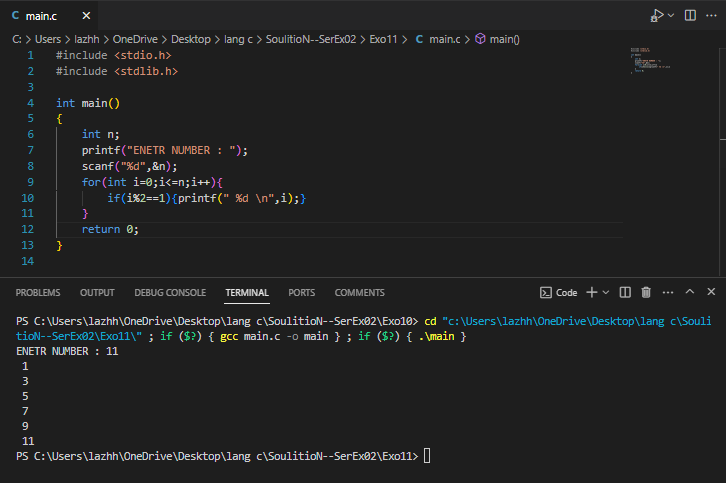 main.c
C: > Users > lazhh > OneDrive > Desktop > lang c > SoulitioN--SerEx02 > Exo11 > C main.c > main()
1 #include <stdio.h>
2 #include <stdlib.h>
3
4 int main()
5 {
6 int n;
7 printf("ENETR NUMBER : ");
8 scanf("%d",&n);
9 for(int i=0;i<=n;i++){
10 if(i%2==1){printf(" %d \n",i);}
11 }
12 return 0;
13 }
14
PROBLEMS OUTPUT DEBUG CONSOLE TERMINAL PORTS COMMENTS Code
PS C:\Users\lazhh\OneDrive\Desktop\lang c\SoulitioN--SerEx02\Exo10> cd "c:\Users\lazhh\OneDrive\Desktop\lang c\Souli
tioN--SerEx02\Exo11\" ; if ($?) { gcc main.c -o main } ; if ($?) { .\main }
ENETR NUMBER : 11
1
3
5
7
9
11
PS C:\Users\lazhh\OneDrive\Desktop\lang c\SoulitioN--SerEx02\Exo11>